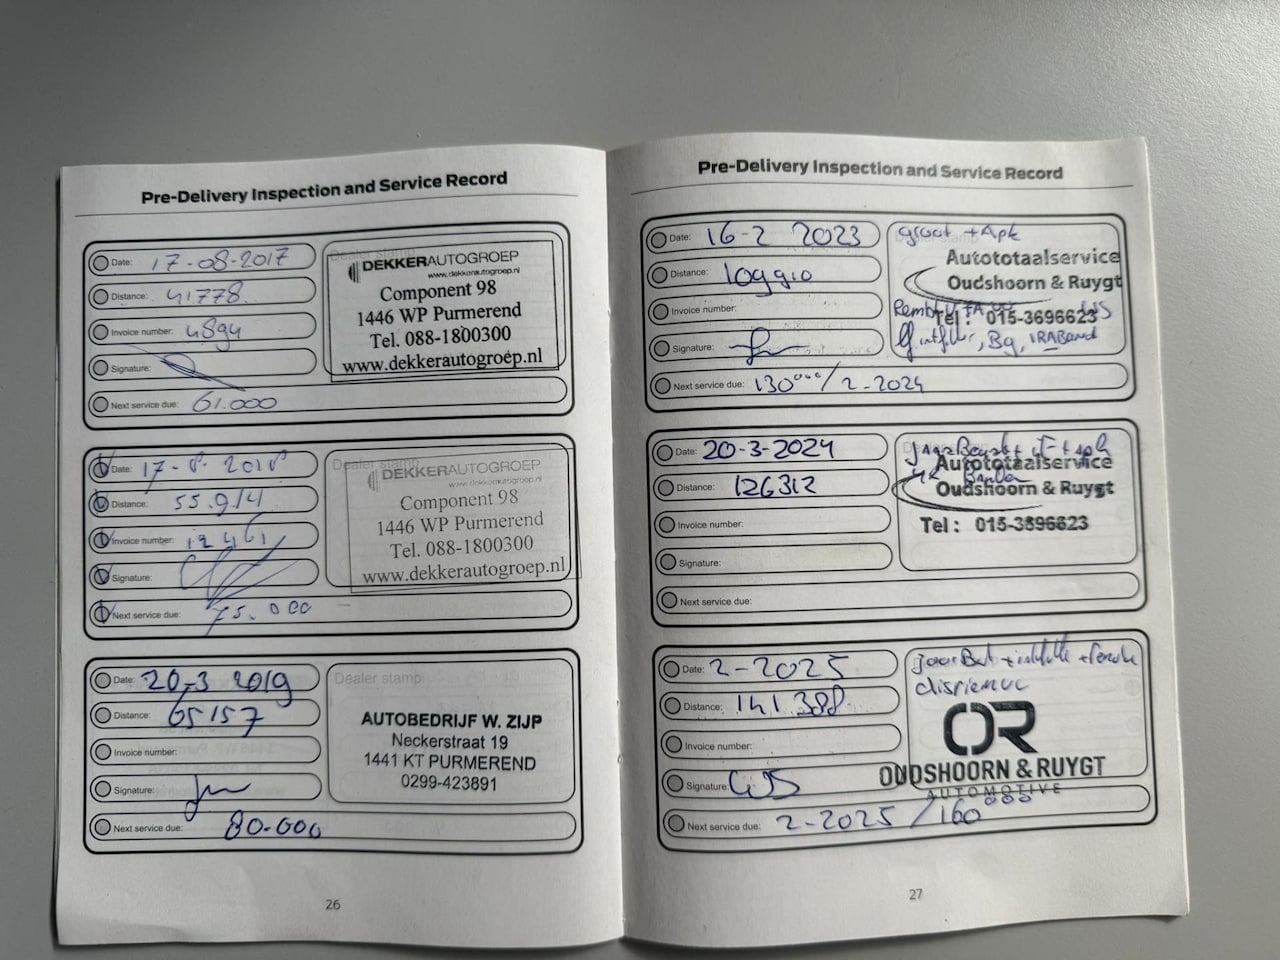 Pre-Delivery Inspection and Service Record
Date: 17-08-2017
Distance: 41778
Invoice number: 4894
Signature:
Next service due: 61.000
Dealer stamp
DEKKERAUTOGROEP
www.dekkerautogroep.nl
Component 98
1446 WP Purmerend
Tel. 088-1800300
www.dekkerautogroep.nl
Date: 17-8-2018
Distance: 55.914
Invoice number: 12461
Signature:
Next service due: 75.000
Dealer stamp
DEKKERAUTOGROEP
www.dekkerautogroep.nl
Component 98
1446 WP Purmerend
Tel. 088-1800300
www.dekkerautogroep.nl
Date: 20-3 2019
Distance: 65157
Invoice number:
Signature:
Next service due: 80.000
Dealer stamp
AUTOBEDRIJF W. ZIJP
Neckerstraat 19
1441 KT PURMEREND
0299-423891
26
Pre-Delivery Inspection and Service Record
Date: 16-2 2023
Distance: 109910
Invoice number:
Signature:
Next service due: 130000/2-2024
groot + Apk
Autototaalservice
Oudshoorn & Ruygt
Tel: 015-3696623
Date: 20-3-2024
Distance: 126312
Invoice number:
Signature:
Next service due:
Autototaalservice
Oudshoorn & Ruygt
Tel: 015-3696623
Date: 2-2025
Distance: 141.388
Invoice number:
Signature:
Next service due: 2-2025 /160000
OR
OUDSHOORN & RUYGT
AUTOMOTIVE
27